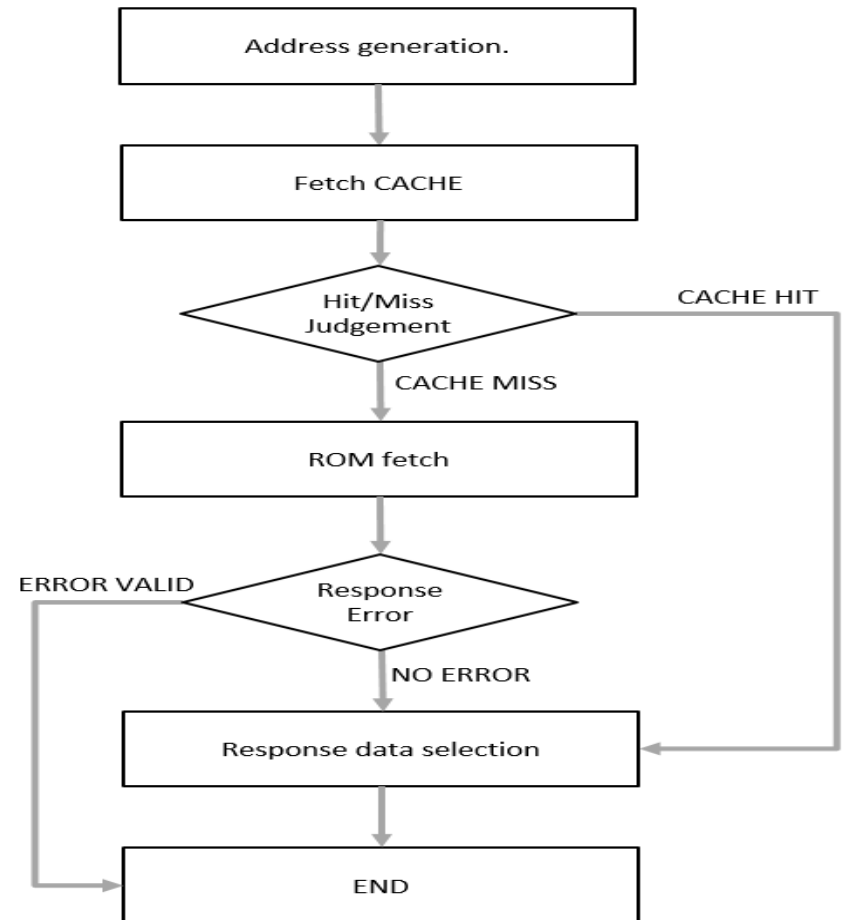 Address generation.
Fetch CACHE
Hit/Miss
Judgement
CACHE HIT
CACHE MISS
ROM fetch
ERROR VALID
Response
Error
NO ERROR
Response data selection
END